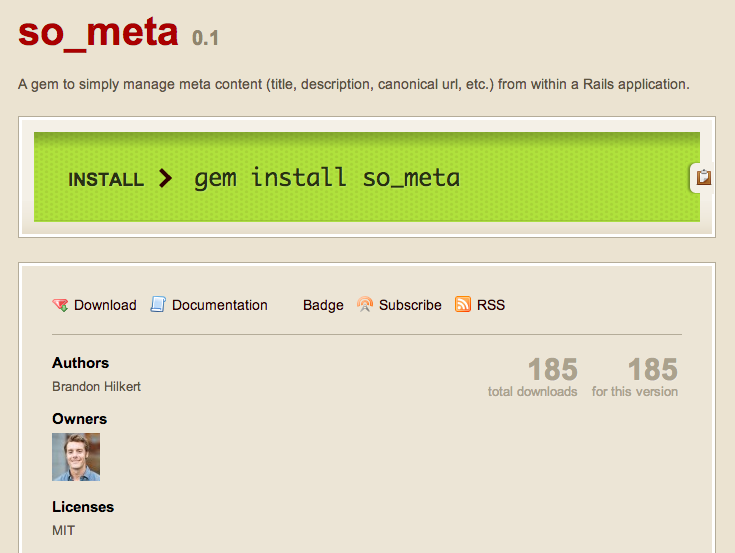 so_meta 0.1
A gem to simply manage meta content (title, description, canonical url, etc.) from within a Rails application.
INSTALL gem install so_meta
Download Documentation Badge Subscribe RSS
Authors
Brandon Hilkert
185 185
total downloads for this version
Owners
Licenses
MIT